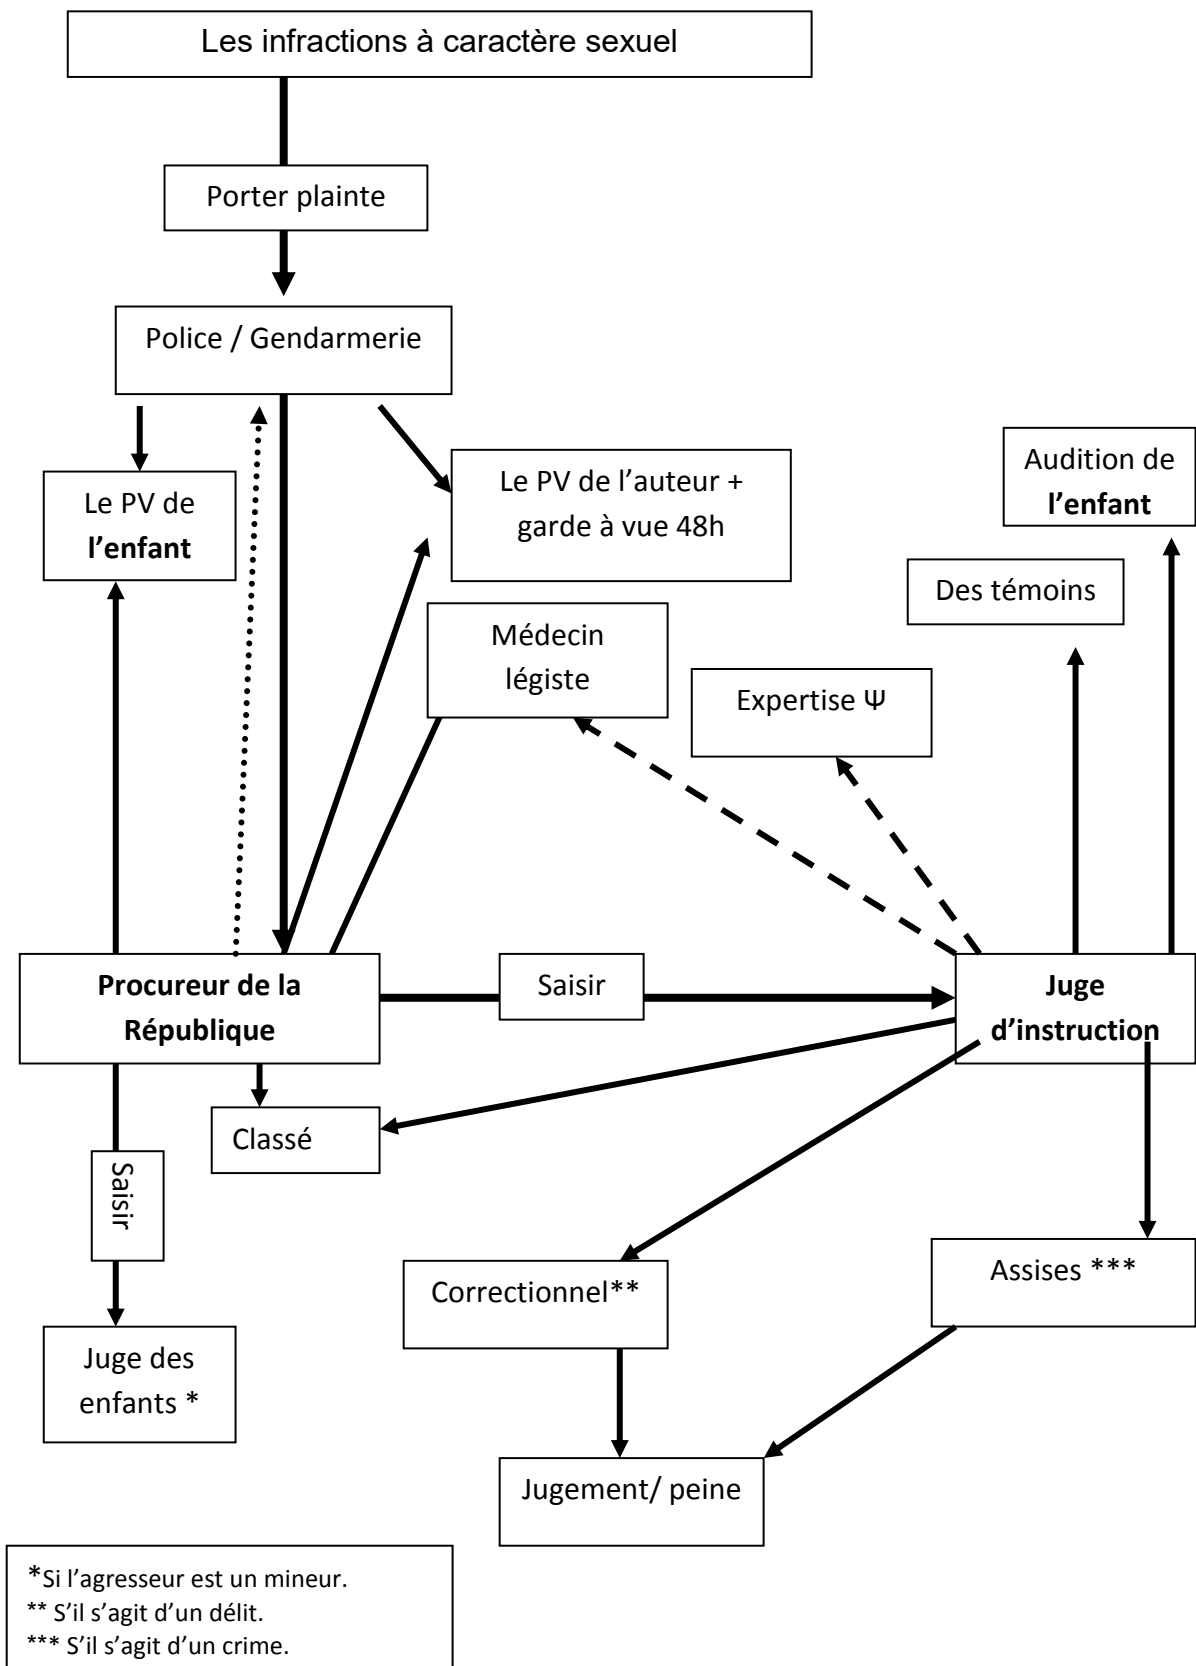 Les infractions à caractère sexuel
Porter plainte
Police / Gendarmerie
Le PV de
l’enfant
Le PV de l’auteur +
garde à vue 48h
Audition de
l’enfant
Des témoins
Médecin
légiste
Expertise Ψ
Procureur de la
République
Saisir
Juge
d’instruction
Classé
Saisir
Correctionnel**
Assises ***
Juge des
enfants *
Jugement/ peine
*Si l’agresseur est un mineur.
** S’il s’agit d’un délit.
*** S’il s’agit d’un crime.